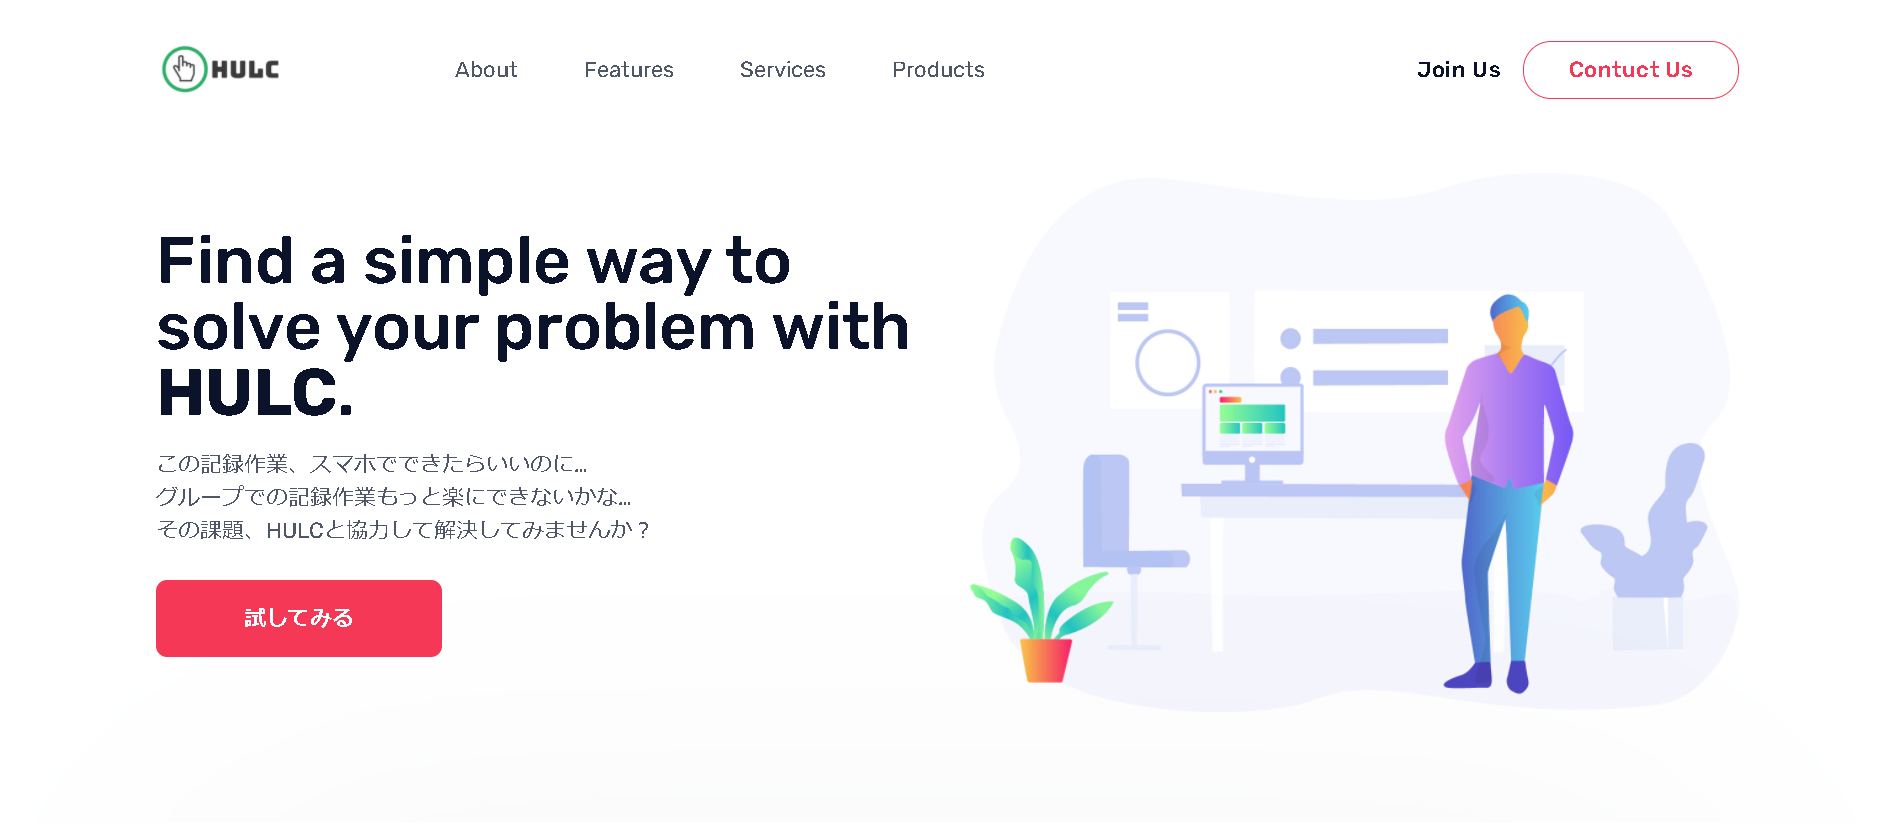 HULC
About
Features
Services
Products
Join Us
Contuct Us
Find a simple way to
solve your problem with
HULC.
この記録作業、スマホでできたらいいのに...
グループでの記録作業もっと楽にできないかな...
その課題、HULCと協力して解決してみませんか？
試してみる